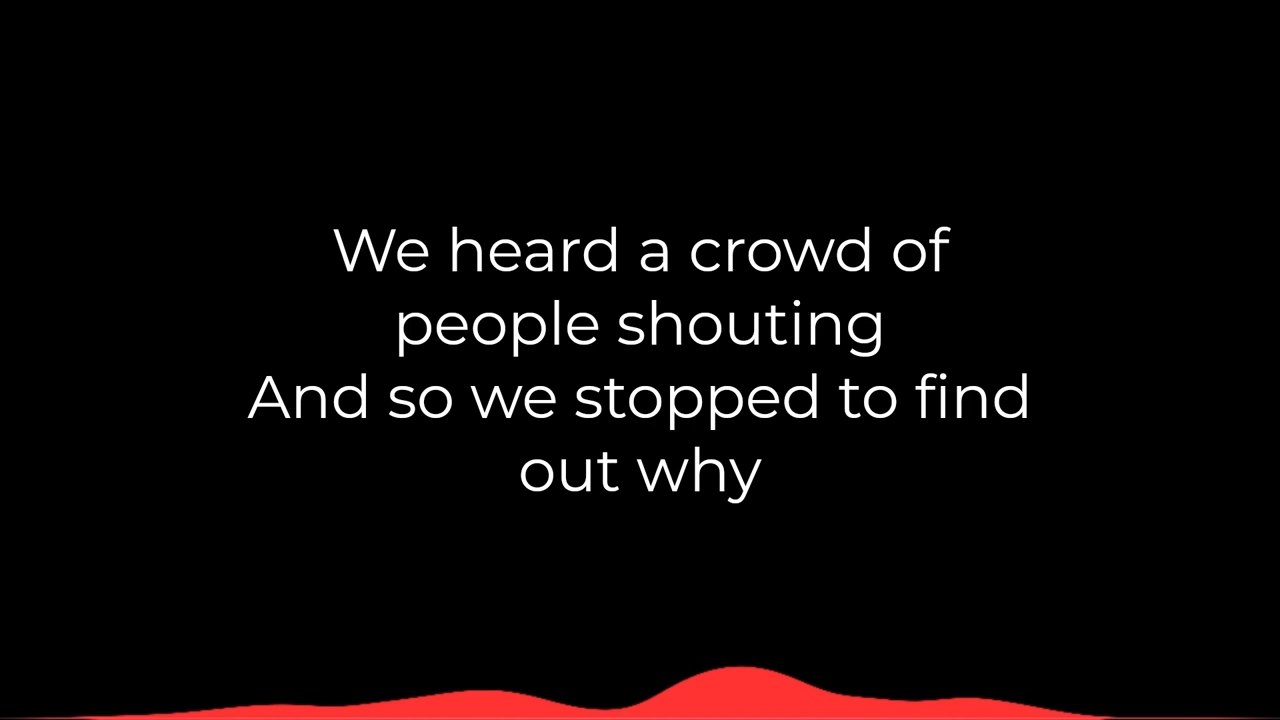 We heard a crowd of
people shouting
And so we stopped to find
out why